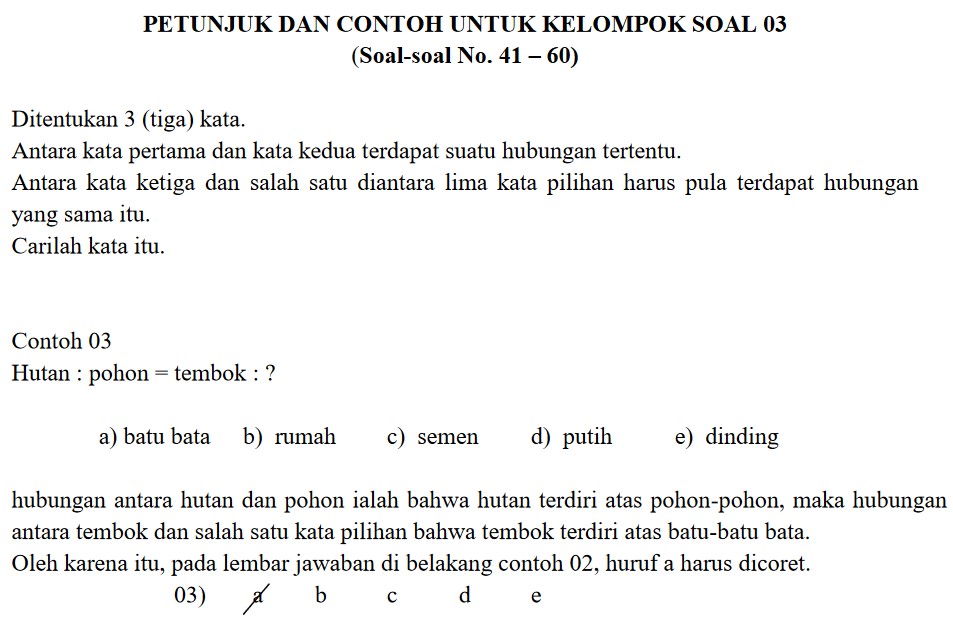 PETUNJUK DAN CONTOH UNTUK KELOMPOK SOAL 03
(Soal-soal No. 41 – 60)
Ditentukan 3 (tiga) kata.
Antara kata pertama dan kata kedua terdapat suatu hubungan tertentu.
Antara kata ketiga dan salah satu diantara lima kata pilihan harus pula terdapat hubungan
yang sama itu.
Carilah kata itu.
Contoh 03
Hutan : pohon = tembok : ?
a) batu bata b) rumah c) semen d) putih e) dinding
hubungan antara hutan dan pohon ialah bahwa hutan terdiri atas pohon-pohon, maka hubungan
antara tembok dan salah satu kata pilihan bahwa tembok terdiri atas batu-batu bata.
Oleh karena itu, pada lembar jawaban di belakang contoh 02, huruf a harus dicoret.
03) a b c d e